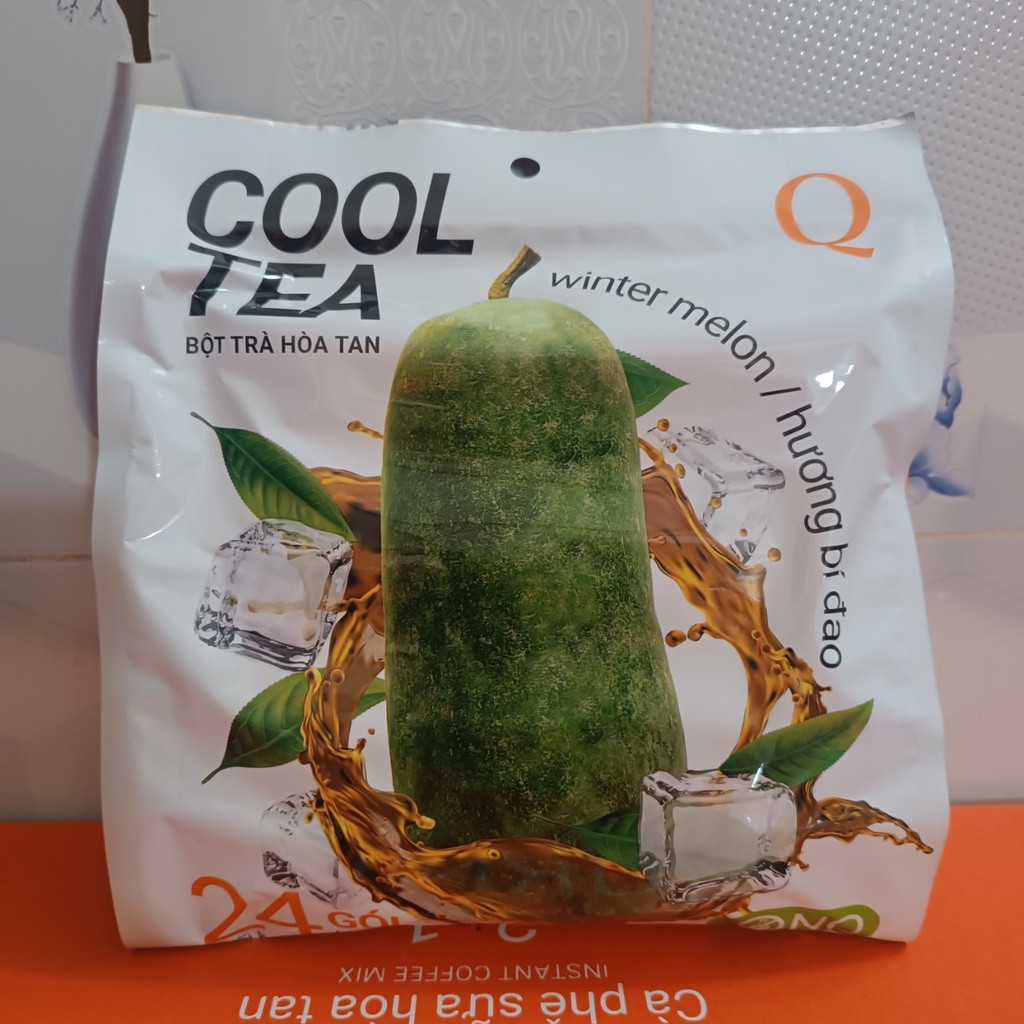 COOL
TEA
BỘT TRÀ HÒA TAN
Q
winter melon / hương bí đao
24 GÓI
INSTANT COFFEE MIX
Cà phê sữa hòa tan